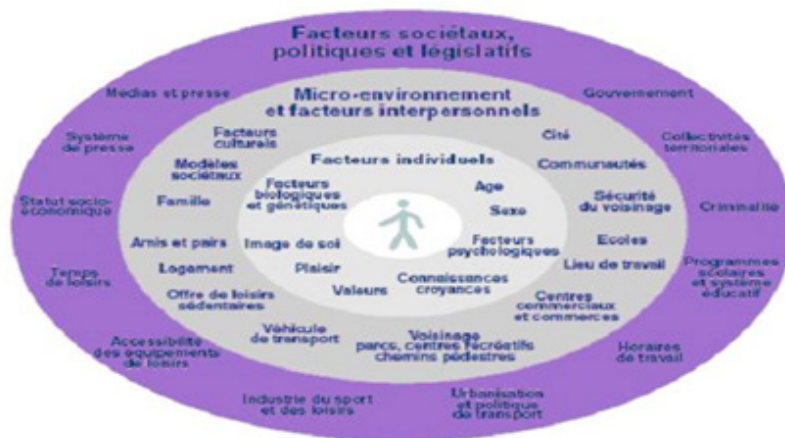 Facteurs sociétaux,
politiques et législatifs
Médias et presse
Gouvernement
Système
de presse
Collectivités
territoriales
Statut socio-
économique
Criminalité
Temps
de loisirs
Programmes
scolaires
et système
éducatif
Accessibilité
des équipements
de loisirs
Horaires
de travail
Industrie du sport
et des loisirs
Urbanisation
et politique
de transport
Micro-environnement
et facteurs interpersonnels
Facteurs
culturels
Cité
Modèles
sociétaux
Communautés
Famille
Sécurité
du voisinage
Amis et pairs
Ecoles
Logement
Lieu de travail
Offre de loisirs
sédentaires
Centres
commerciaux
et commerces
Véhicule
de transport
Voisinage
parcs, centres récréatifs
chemins pédestres
Facteurs individuels
Facteurs
biologiques
et génétiques
Age
Sexe
Image de soi
Facteurs
psychologiques
Plaisir
Valeurs
Connaissances
croyances